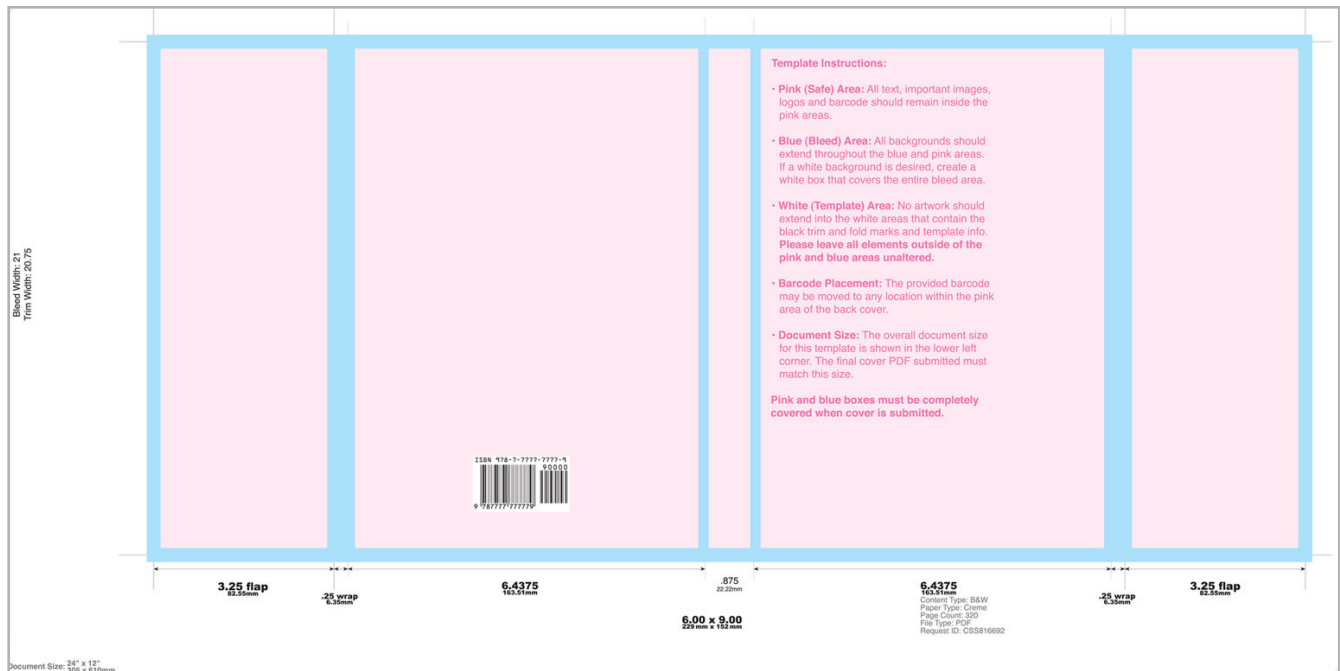 Template Instructions:
• Pink (Safe) Area: All text, important images,
logos and barcode should remain inside the
pink areas.
• Blue (Bleed) Area: All backgrounds should
extend throughout the blue and pink areas.
If a white background is desired, create a
white box that covers the entire bleed area.
• White (Template) Area: No artwork should
extend into the white areas that contain the
black trim and fold marks and template info.
Please leave all elements outside of the
pink and blue areas unaltered.
• Barcode Placement: The provided barcode
may be moved to any location within the pink
area of the back cover.
• Document Size: The overall document size
for this template is shown in the lower left
corner. The final cover PDF submitted must
match this size.
Pink and blue boxes must be completely
covered when cover is submitted.
Bleed Width: 21
Trim Width: 20.75
ISBN 978-7-7777-7777-9
90000
9 787777 777779
3.25 flap
82.55mm
.25 wrap
6.35mm
6.4375
163.51mm
.875
22.22mm
6.4375
163.51mm
.25 wrap
6.35mm
3.25 flap
82.55mm
6.00 x 9.00
229mm x 152mm
Content Type: B&W
Paper Type: Creme
Page Count: 320
File Type: PDF
Request ID: CSS816692
Document Size: 24" x 12"
305 x 610mm